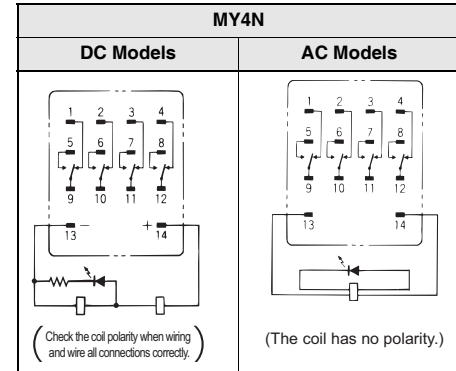 MY4N
DC Models AC Models
1 2 3 4
5 6 7 8
9 10 11 12
13 − + 14
Check the coil polarity when wiring
and wire all connections correctly.
1 2 3 4
5 6 7 8
9 10 11 12
13 14
(The coil has no polarity.)